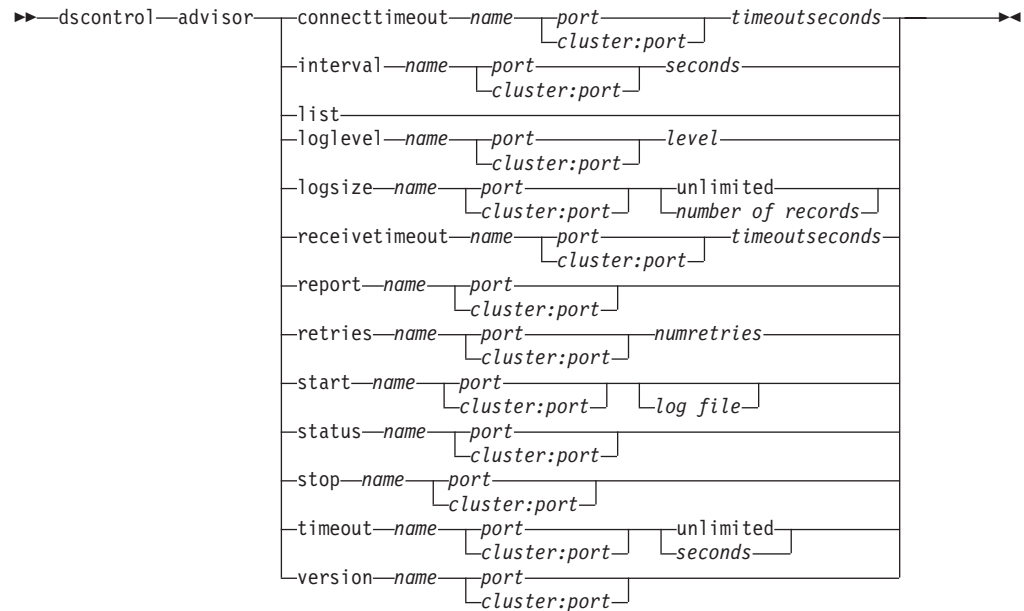 dscontrol advisor connecttimeout name port timeoutseconds
cluster:port
interval name port seconds
cluster:port
list
loglevel name port level
cluster:port
logsize name port unlimited
cluster:port number of records
receivetimeout name port timeoutseconds
cluster:port
report name port
cluster:port
retries name port numretries
cluster:port
start name port
cluster:port log file
status name port
cluster:port
stop name port
cluster:port
timeout name port unlimited
cluster:port seconds
version name port
cluster:port